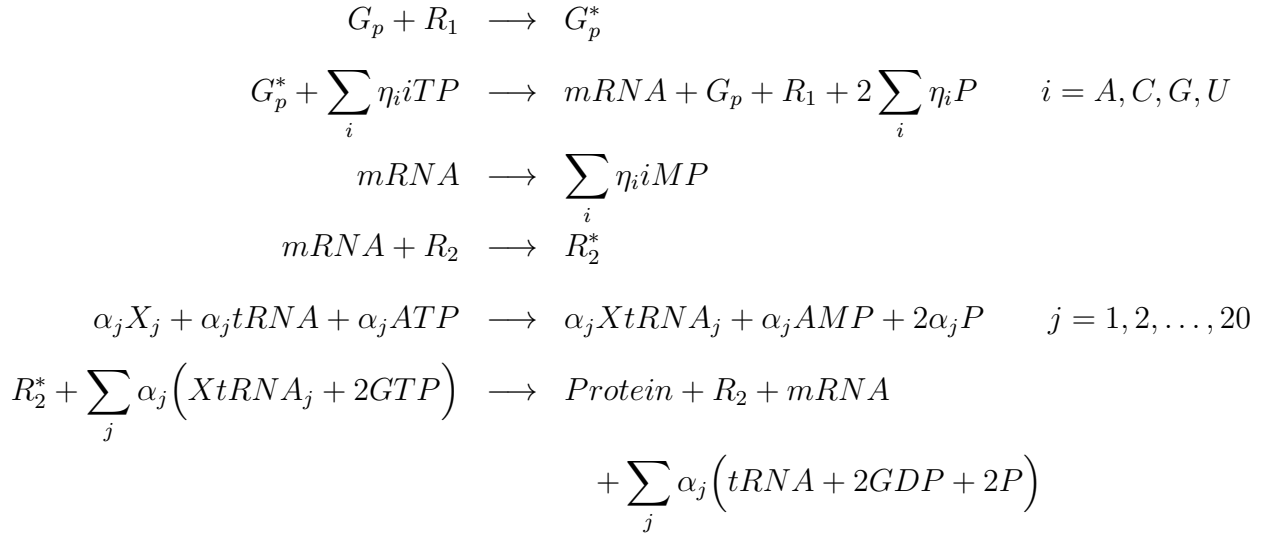 G_p + R_1 ⟶ G_p^*
G_p^* + ∑_i η_i iTP ⟶ mRNA + G_p + R_1 + 2 ∑_i η_i P i = A, C, G, U
mRNA ⟶ ∑_i η_i iMP
mRNA + R_2 ⟶ R_2^*
α_j X_j + α_j tRNA + α_j ATP ⟶ α_j XtRNA_j + α_j AMP + 2α_j P j = 1, 2, . . . , 20
R_2^* + ∑_j α_j (XtRNA_j + 2GTP) ⟶ Protein + R_2 + mRNA
+ ∑_j α_j (tRNA + 2GDP + 2P)